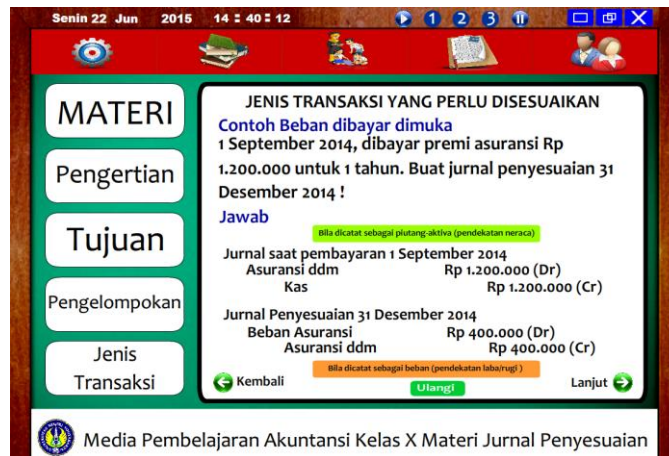 Senin 22 Jun 2015 14 : 40 : 12
1 2 3
MATERI
Pengertian
Tujuan
Pengelompokan
Jenis
Transaksi
JENIS TRANSAKSI YANG PERLU DISESUAIKAN
Contoh Beban dibayar dimuka
1 September 2014, dibayar premi asuransi Rp
1.200.000 untuk 1 tahun. Buat jurnal penyesuaian 31
Desember 2014 !
Jawab
Bila dicatat sebagai piutang-aktiva (pendekatan neraca)
Jurnal saat pembayaran 1 September 2014
Asuransi ddm Rp 1.200.000 (Dr)
Kas Rp 1.200.000 (Cr)
Jurnal Penyesuaian 31 Desember 2014
Beban Asuransi Rp 400.000 (Dr)
Asuransi ddm Rp 400.000 (Cr)
Bila dicatat sebagai beban (pendekatan laba/rugi )
Kembali Ulangi Lanjut
Media Pembelajaran Akuntansi Kelas X Materi Jurnal Penyesuaian